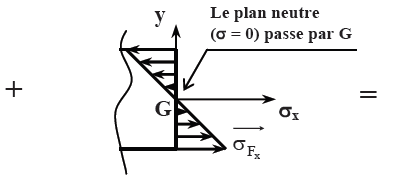 y
Le plan neutre
(σ = 0) passe par G
+
G
σx
=
σFx